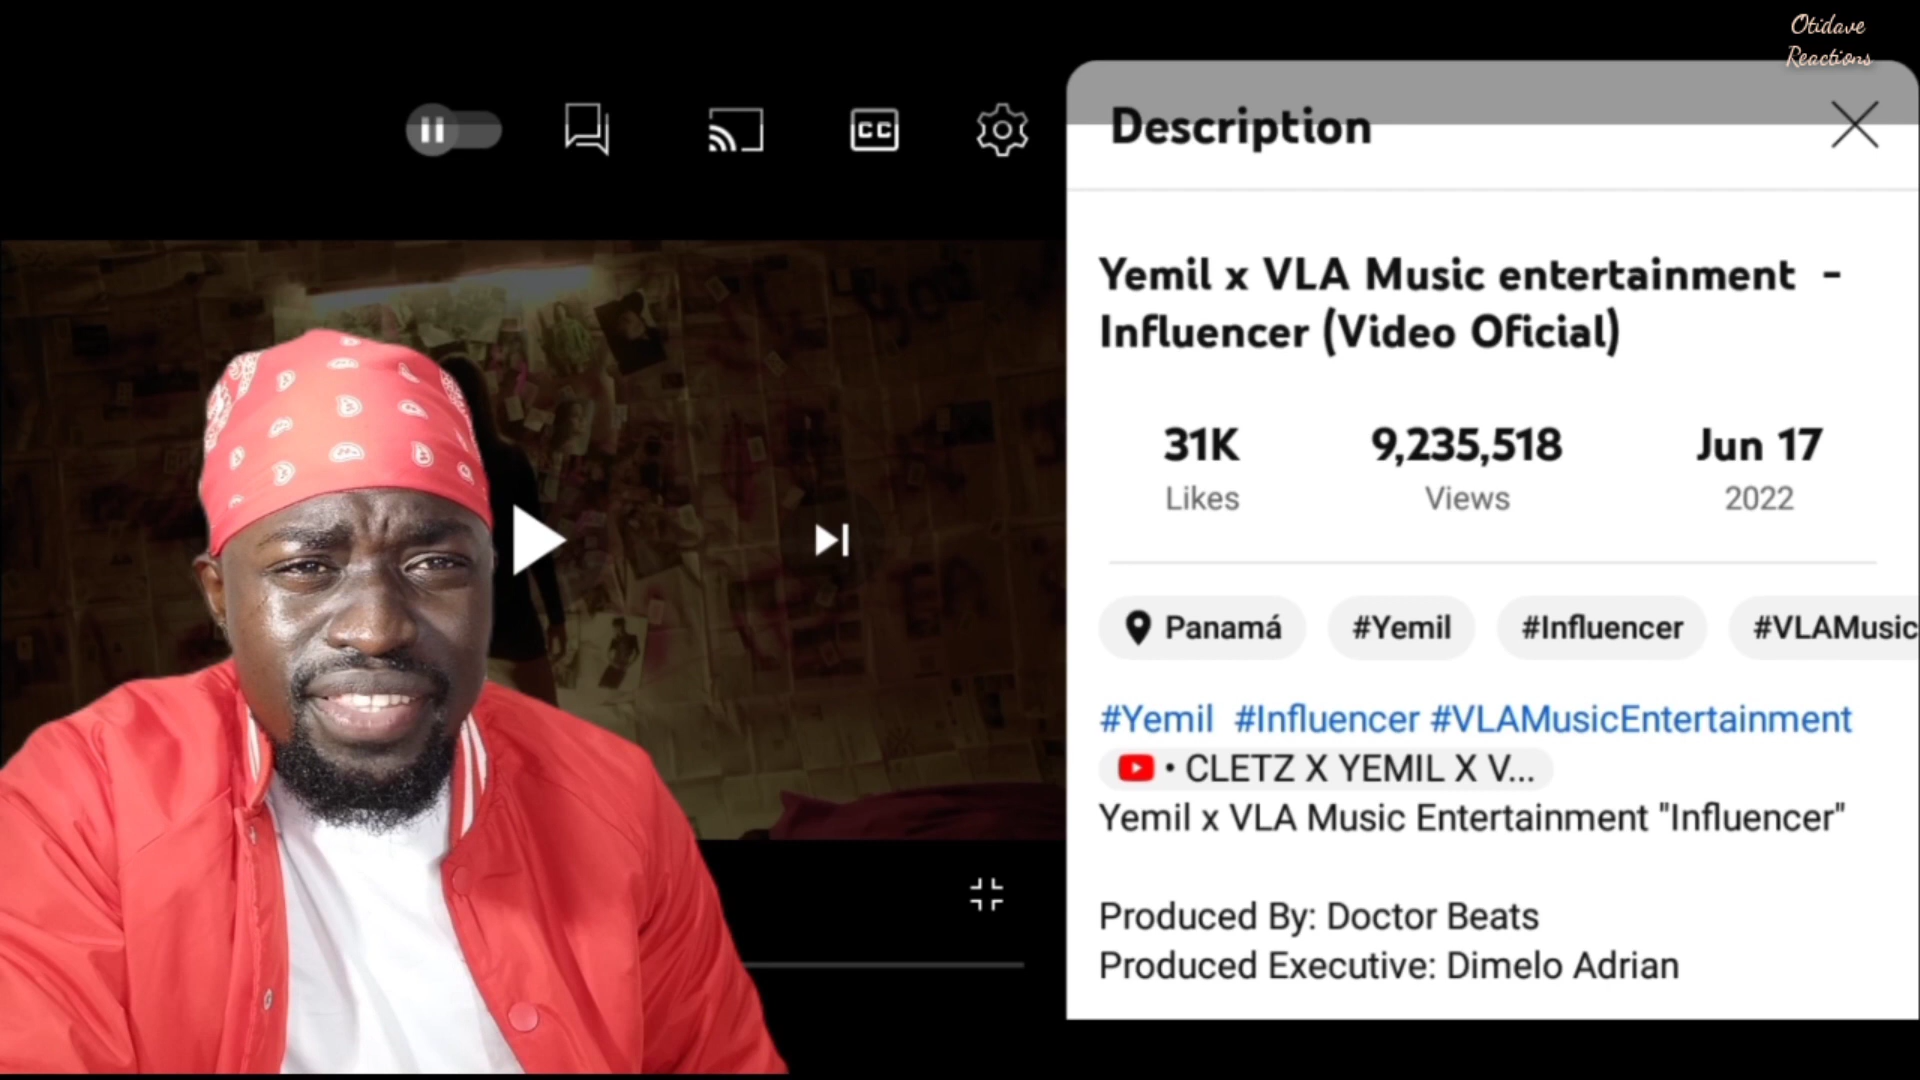 Otidave
Reactions
CC
Description
Yemil x VLA Music entertainment -
Influencer (Video Oficial)
31K
9,235,518
Jun 17
Likes
Views
2022
Panamá
#Yemil
#Influencer
#VLAMusic
#Yemil #Influencer #VLAMusicEntertainment
• CLETZ X YEMIL X V...
Yemil x VLA Music Entertainment "Influencer"
Produced By: Doctor Beats
Produced Executive: Dimelo Adrian